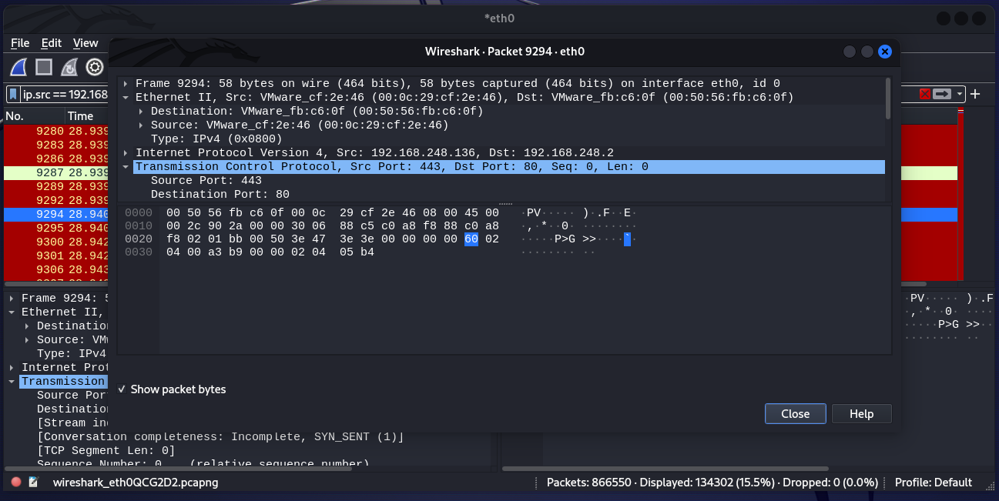 *eth0
File Edit View
Wireshark · Packet 9294 · eth0
ip.src == 192.168
No. Time
9280 28.939
9283 28.939
9286 28.939
9287 28.939
9289 28.939
9292 28.939
9294 28.940
9295 28.940
9300 28.942
9301 28.942
9306 28.943
Frame 9294: 58 bytes on wire (464 bits), 58 bytes captured (464 bits) on interface eth0, id 0
Ethernet II, Src: VMware_cf:2e:46 (00:0c:29:cf:2e:46), Dst: VMware_fb:c6:0f (00:50:56:fb:c6:0f)
Destination: VMware_fb:c6:0f (00:50:56:fb:c6:0f)
Source: VMware_cf:2e:46 (00:0c:29:cf:2e:46)
Type: IPv4 (0x0800)
Internet Protocol Version 4, Src: 192.168.248.136, Dst: 192.168.248.2
Transmission Control Protocol, Src Port: 443, Dst Port: 80, Seq: 0, Len: 0
Source Port: 443
Destination Port: 80
0000 00 50 56 fb c6 0f 00 0c 29 cf 2e 46 08 00 45 00 ·PV····· )·.F··E·
0010 00 2c 90 2a 00 00 30 06 88 c5 c0 a8 f8 88 c0 a8 ·,·*··0· ········
0020 f8 02 01 bb 00 50 3e 47 3e 3e 00 00 00 00 60 02 ·····P>G >>····`·
0030 04 00 a3 b9 00 00 02 04 05 b4 ········ ··
Show packet bytes
Close Help
Frame 9294: 5
Ethernet II,
Destination
Source: VMw
Type: IPv4
Internet Prot
Transmission
Source Por
Destination
[Stream ind
[Conversation completeness: Incomplete, SYN_SENT (1)]
[TCP Segment Len: 0]
Sequence Number: 0 (relative sequence number)
·PV····· )·.F
·,·*··0· ····
·····P>G >>··
········ ··
wireshark_eth0QCG2D2.pcapng
Packets: 866550 · Displayed: 134302 (15.5%) · Dropped: 0 (0.0%)
Profile: Default